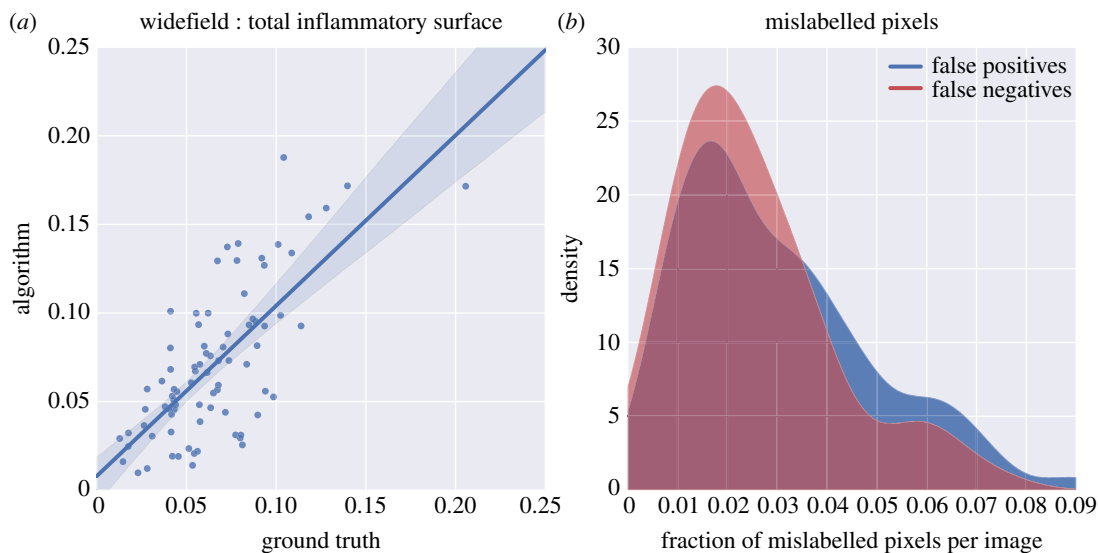 (a) widefield : total inflammatory surface
0.25
0.20
0.15
0.10
0.05
0
algorithm
0 0.05 0.10 0.15 0.20 0.25
ground truth
(b) mislabelled pixels
30
25
20
15
10
5
0
density
false positives
false negatives
0 0.01 0.02 0.03 0.04 0.05 0.06 0.07 0.08 0.09
fraction of mislabelled pixels per image